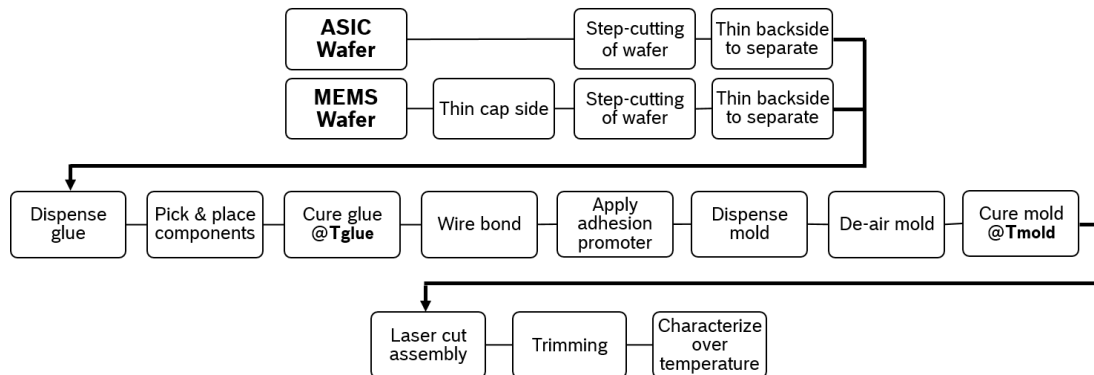 ASIC
Wafer
Step-cutting
of wafer
Thin backside
to separate
MEMS
Wafer
Thin cap side
Step-cutting
of wafer
Thin backside
to separate
Dispense
glue
Pick & place
components
Cure glue
@Tglue
Wire bond
Apply
adhesion
promoter
Dispense
mold
De-air mold
Cure mold
@Tmold
Laser cut
assembly
Trimming
Characterize
over
temperature